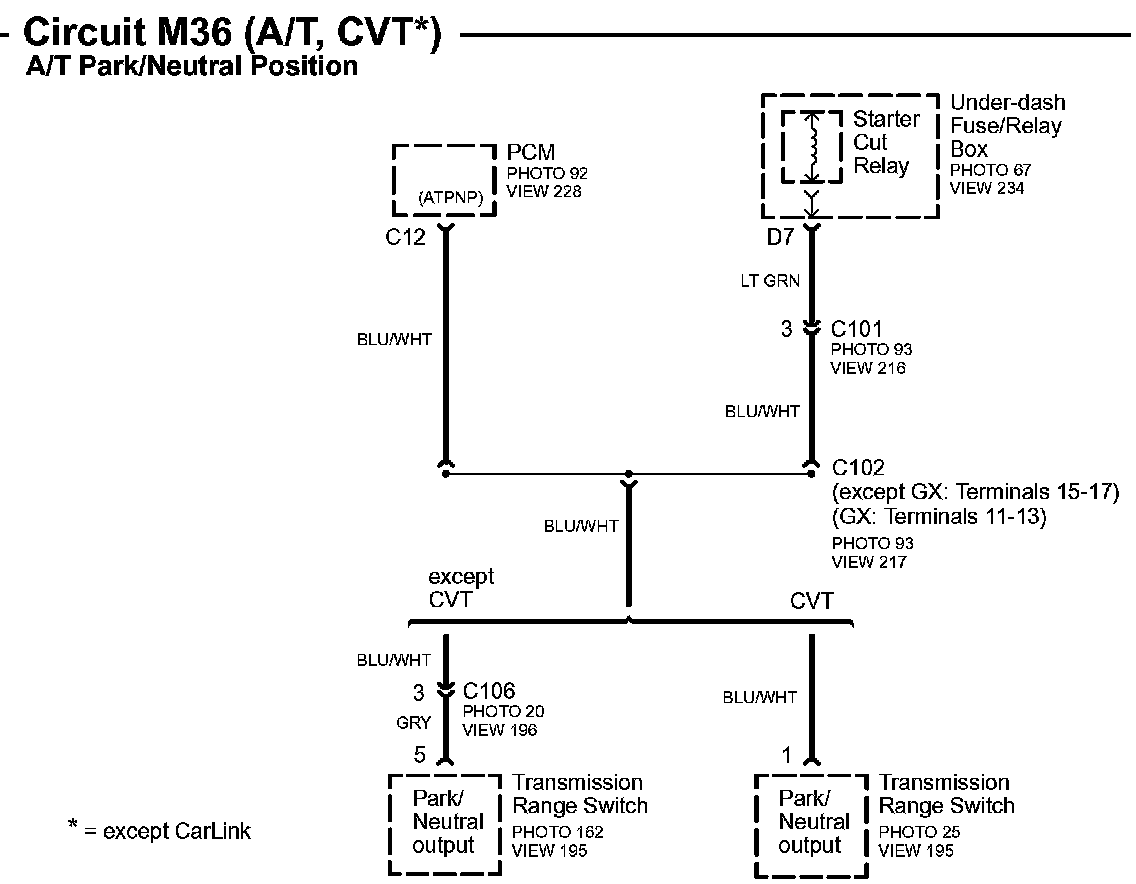 Circuit M36 (A/T, CVT*)
A/T Park/Neutral Position
PCM
PHOTO 92
VIEW 228
(ATPNP)
C12
BLU/WHT
Starter
Cut
Relay
Under-dash
Fuse/Relay
Box
PHOTO 67
VIEW 234
D7
LT GRN
3
C101
PHOTO 93
VIEW 216
BLU/WHT
C102
(except GX: Terminals 15-17)
(GX: Terminals 11-13)
PHOTO 93
VIEW 217
BLU/WHT
except
CVT
CVT
BLU/WHT
3
C106
PHOTO 20
VIEW 196
GRY
5
BLU/WHT
1
Park/
Neutral
output
Transmission
Range Switch
PHOTO 162
VIEW 195
Park/
Neutral
output
Transmission
Range Switch
PHOTO 25
VIEW 195
* = except CarLink